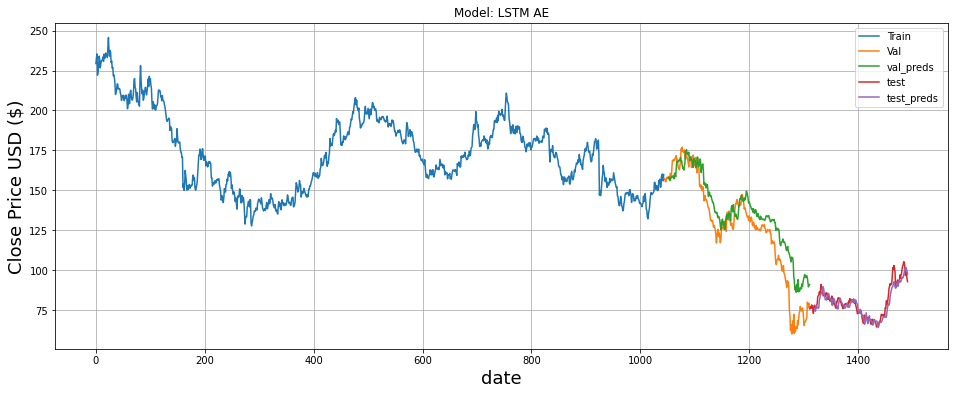 Model: LSTM AE
Close Price USD ($)
250
225
200
175
150
125
100
75
0
200
400
600
800
1000
1200
1400
date
Train
Val
val_preds
test
test_preds